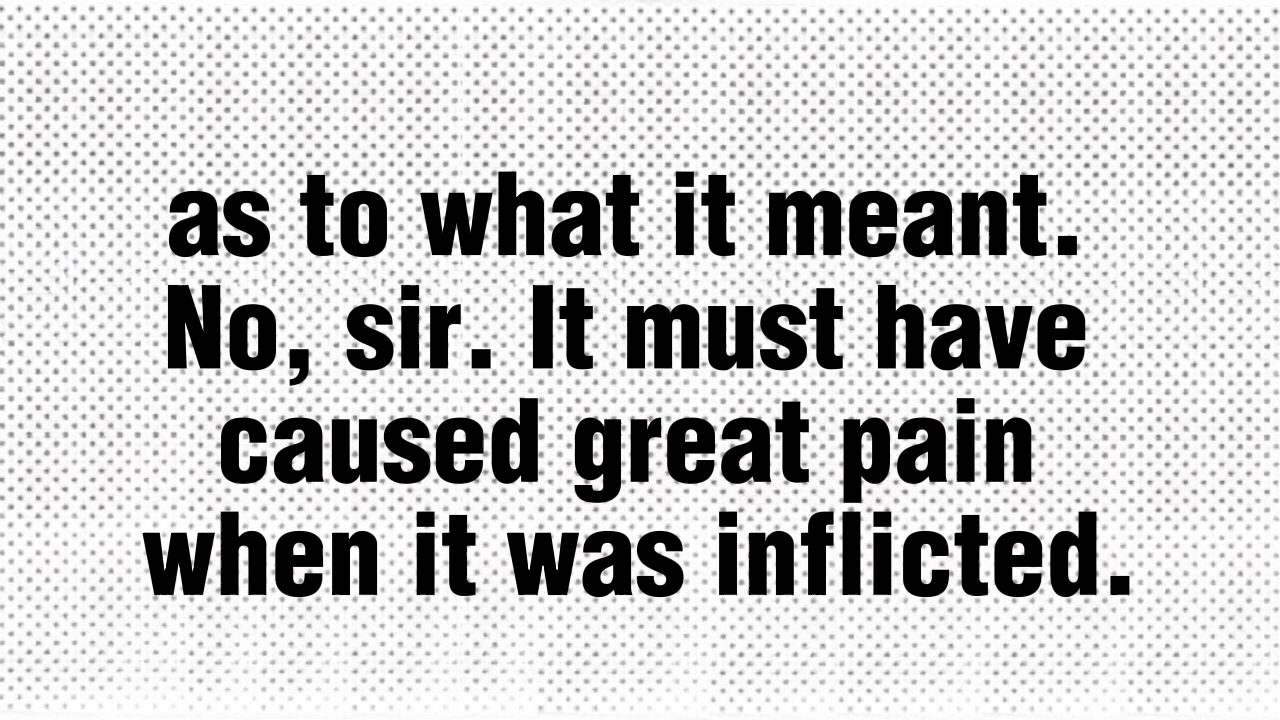 as to what it meant.
No, sir. It must have
caused great pain
when it was inflicted.